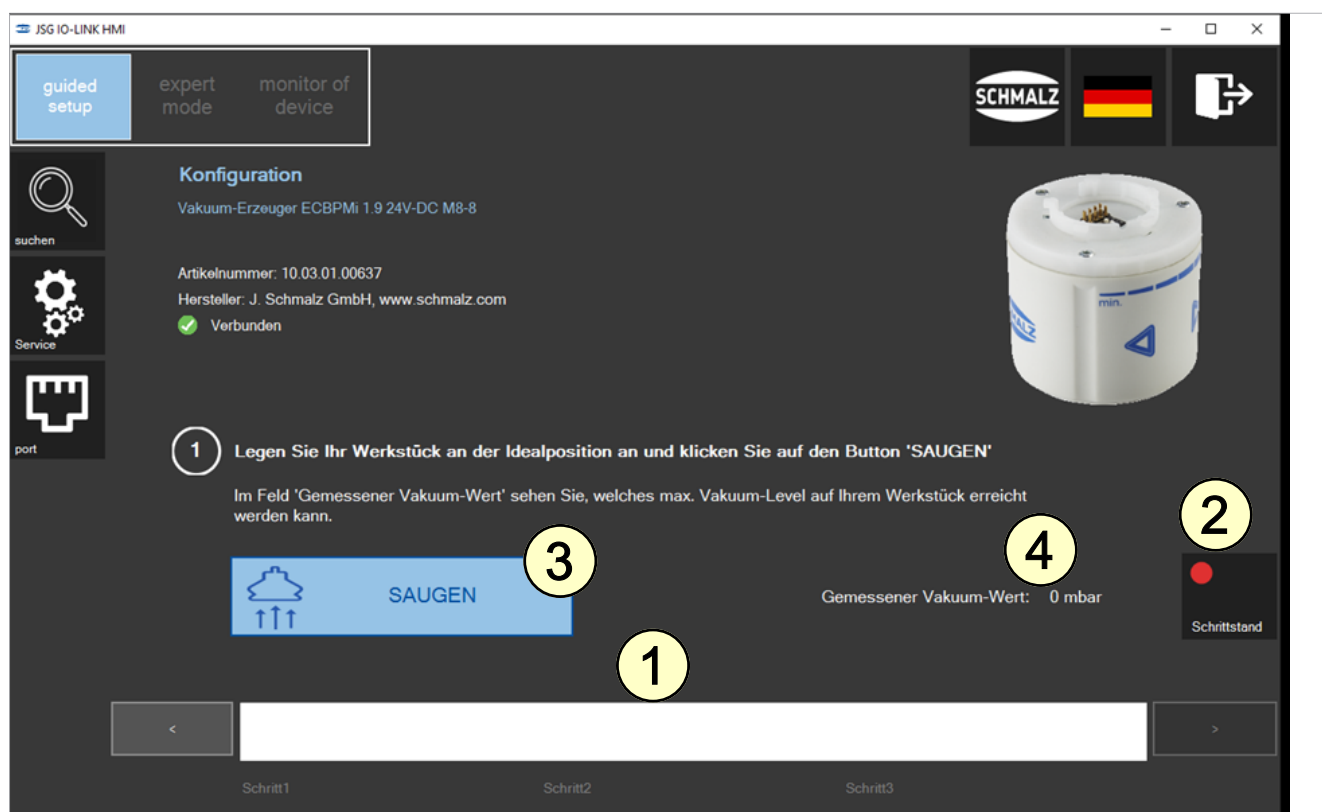 JSG IO-LINK HMI
guided
setup
expert
mode
monitor of
device
SCHMALZ
suchen
Service
port
Konfiguration
Vakuum-Erzeuger ECBPMi 1.9 24V-DC M8-8
Artikelnummer: 10.03.01.00637
Hersteller: J. Schmalz GmbH, www.schmalz.com
Verbunden
min.
1 Legen Sie Ihr Werkstück an der Idealposition an und klicken Sie auf den Button 'SAUGEN'
Im Feld 'Gemessener Vakuum-Wert' sehen Sie, welches max. Vakuum-Level auf Ihrem Werkstück erreicht
werden kann.
2
3
4
SAUGEN
Gemessener Vakuum-Wert: 0 mbar
Schrittstand
1
<
>
Schritt1
Schritt2
Schritt3